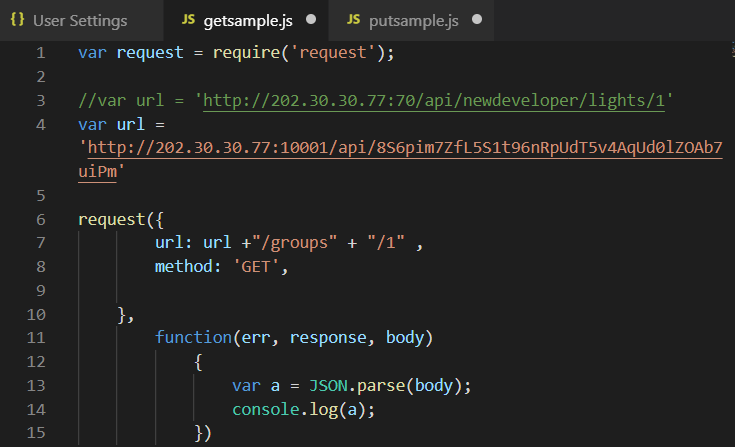 {} User Settings JS getsample.js ● JS putsample.js ●
1 var request = require('request');
2
3 //var url = 'http://202.30.30.77:70/api/newdeveloper/lights/1'
4 var url =
'http://202.30.30.77:10001/api/8S6pim7ZfL5S1t96nRpUdT5v4AqUd0lZOAb7
uiPm'
5
6 request({
7 url: url +"/groups" + "/1" ,
8 method: 'GET',
9
10 },
11 function(err, response, body)
12 {
13 var a = JSON.parse(body);
14 console.log(a);
15 })